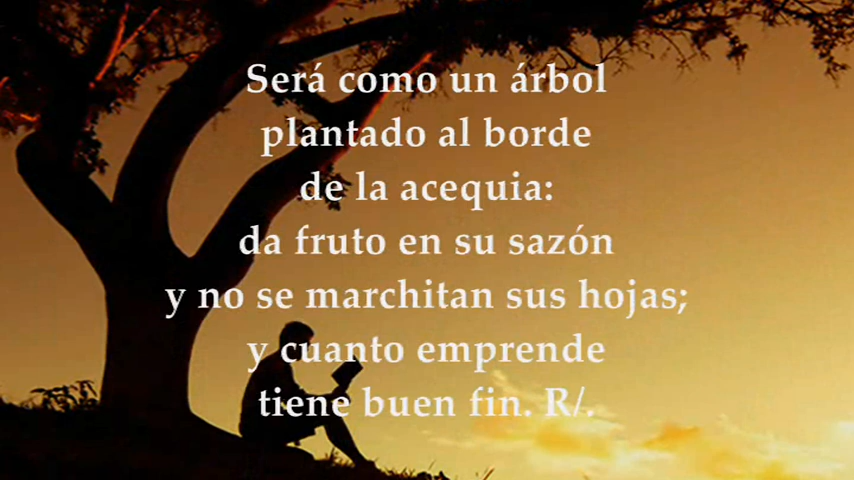 Será como un árbol
plantado al borde
de la acequia:
da fruto en su sazón
y no se marchitan sus hojas;
y cuanto emprende
tiene buen fin. R/.